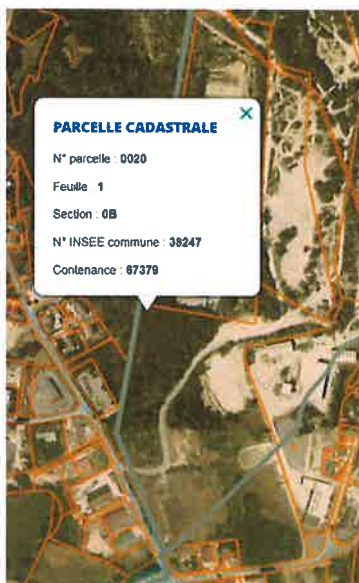 PARCELLE CADASTRALE
N° parcelle : 0020
Feuille : 1
Section : 0B
N° INSEE commune : 38247
Contenance : 67379